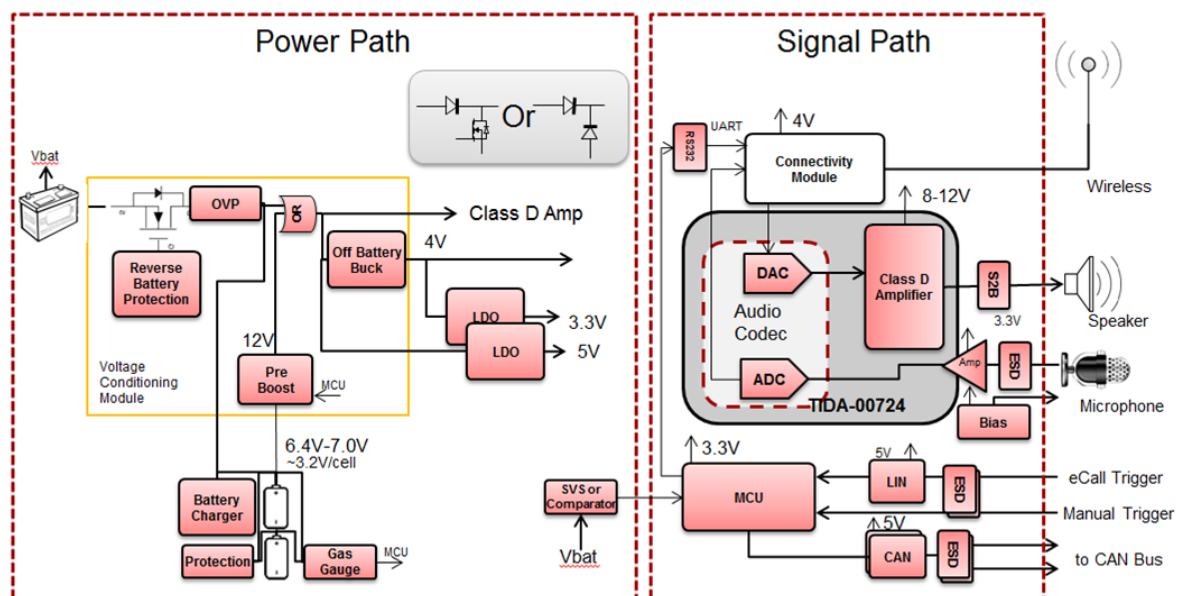 Power Path
Signal Path
Or
Vbat
OVP
OR
Class D Amp
Reverse
Battery
Protection
Off Battery
Buck
4V
LDO
3.3V
LDO
5V
12V
Pre
Boost
MCU
Voltage
Conditioning
Module
6.4V-7.0V
~3.2V/cell
Battery
Charger
Protection
Gas
Gauge
MCU
SVS or
Comparator
Vbat
RS232
UART
4V
Connectivity
Module
Wireless
8-12V
DAC
Class D
Amplifier
S2B
3.3V
Speaker
Audio
Codec
ADC
Amp
ESD
TIDA-00724
Bias
Microphone
3.3V
MCU
5V
LIN
ESD
eCall Trigger
Manual Trigger
5V
CAN
ESD
to CAN Bus